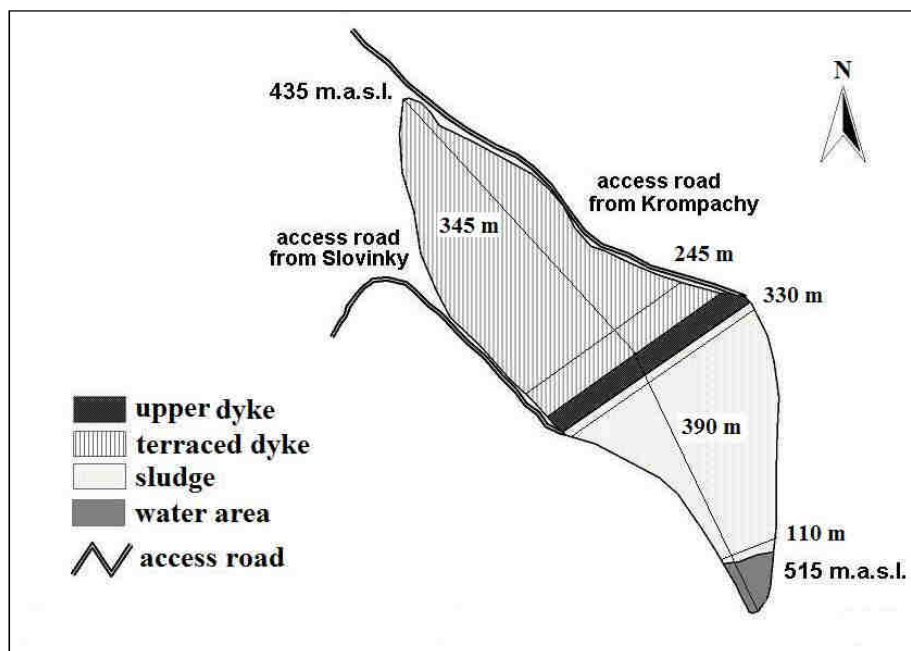 N
435 m.a.s.l.
access road
from Krompachy
345 m
access road
from Slovinky
245 m
330 m
390 m
upper dyke
terraced dyke
sludge
water area
access road
110 m
515 m.a.s.l.